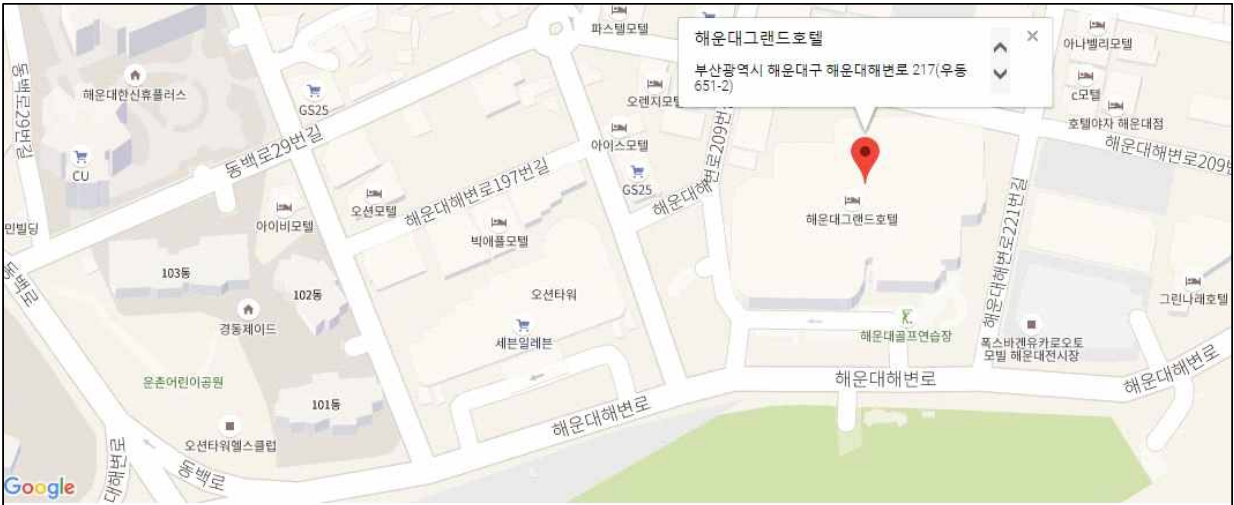 파스텔모텔
해운대그랜드호텔
부산광역시 해운대구 해운대해변로 217(우동
651-2)
아나벨리모텔
c모텔
호텔야자 해운대점
해운대해변로209번
동백로29번길
해운대한신휴플러스
GS25
오렌지모텔
아이스모텔
CU
동백로29번길
GS25
해운대해변로209번
해운대해변로197번길
오션모텔
아이비모텔
빅애플모텔
해운대그랜드호텔
해운대해변로221번길
민빌딩
동백로
103동
102동
오션타워
그린나래호텔
경동제이드
세븐일레븐
해운대골프연습장
폭스바겐유카로오토
모빌 해운대전시장
운촌어린이공원
해운대해변로
해운대해변로
101동
해운대해변로
오션타워헬스클럽
동백로
대해변로
Google